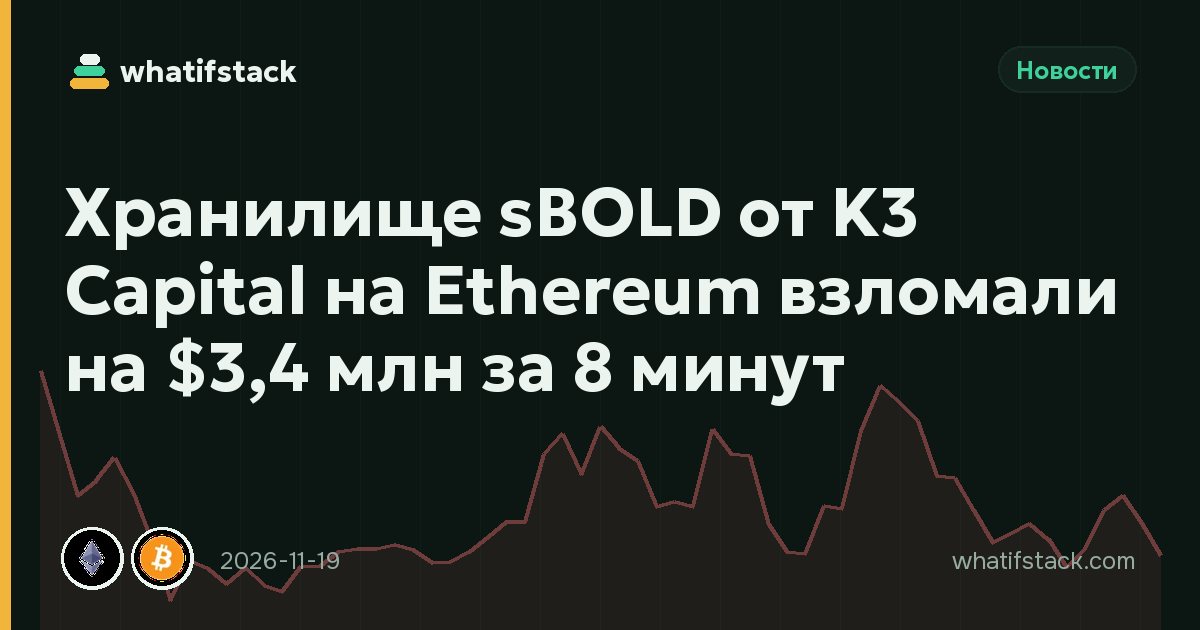 whatifstack
Новости
Хранилище sBOLD от K3
Capital на Ethereum взломали
на $3,4 млн за 8 минут
2026-11-19
whatifstack.com